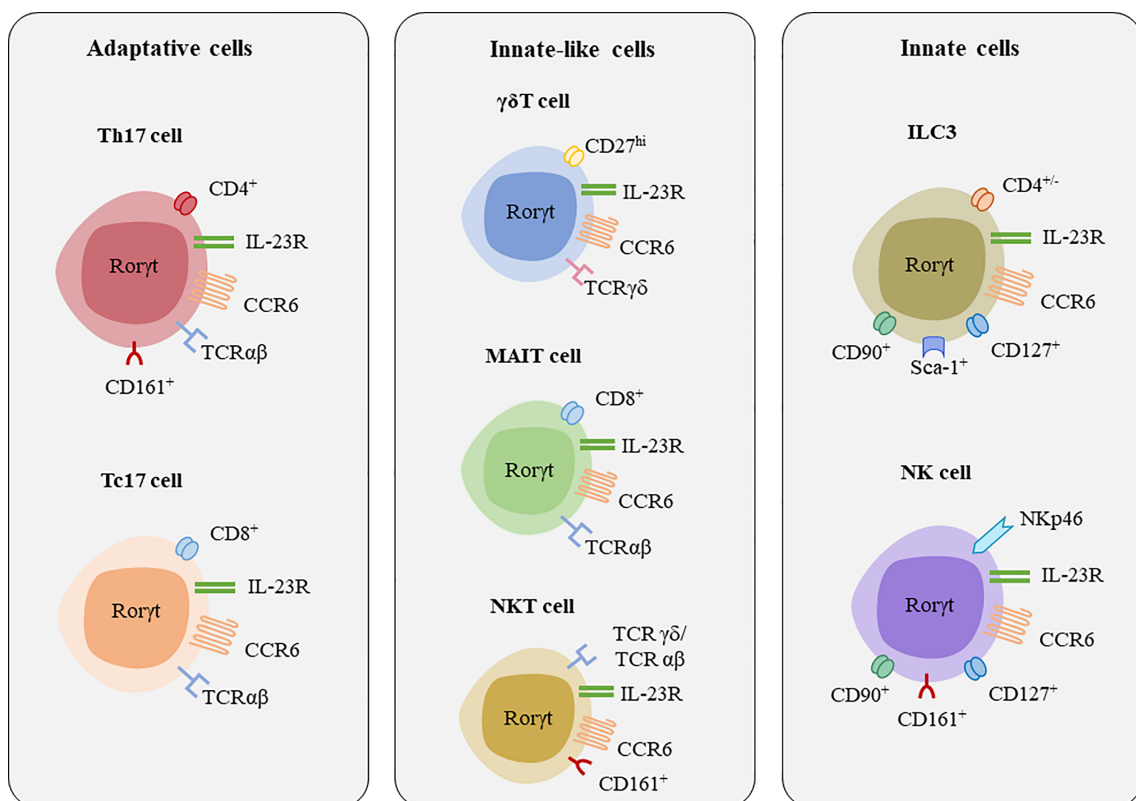 Adaptative cells
Th17 cell
CD4⁺
IL-23R
Rorγt
CCR6
TCRαβ
CD161⁺
Tc17 cell
CD8⁺
IL-23R
Rorγt
CCR6
TCRαβ
Innate-like cells
γδT cell
CD27ʰⁱ
IL-23R
Rorγt
CCR6
TCRγδ
MAIT cell
CD8⁺
IL-23R
Rorγt
CCR6
TCRαβ
NKT cell
TCR γδ/
TCR αβ
IL-23R
Rorγt
CCR6
CD161⁺
Innate cells
ILC3
CD4⁺/⁻
IL-23R
Rorγt
CCR6
CD90⁺
CD127⁺
Sca-1⁺
NK cell
NKp46
IL-23R
Rorγt
CCR6
CD90⁺
CD127⁺
CD161⁺